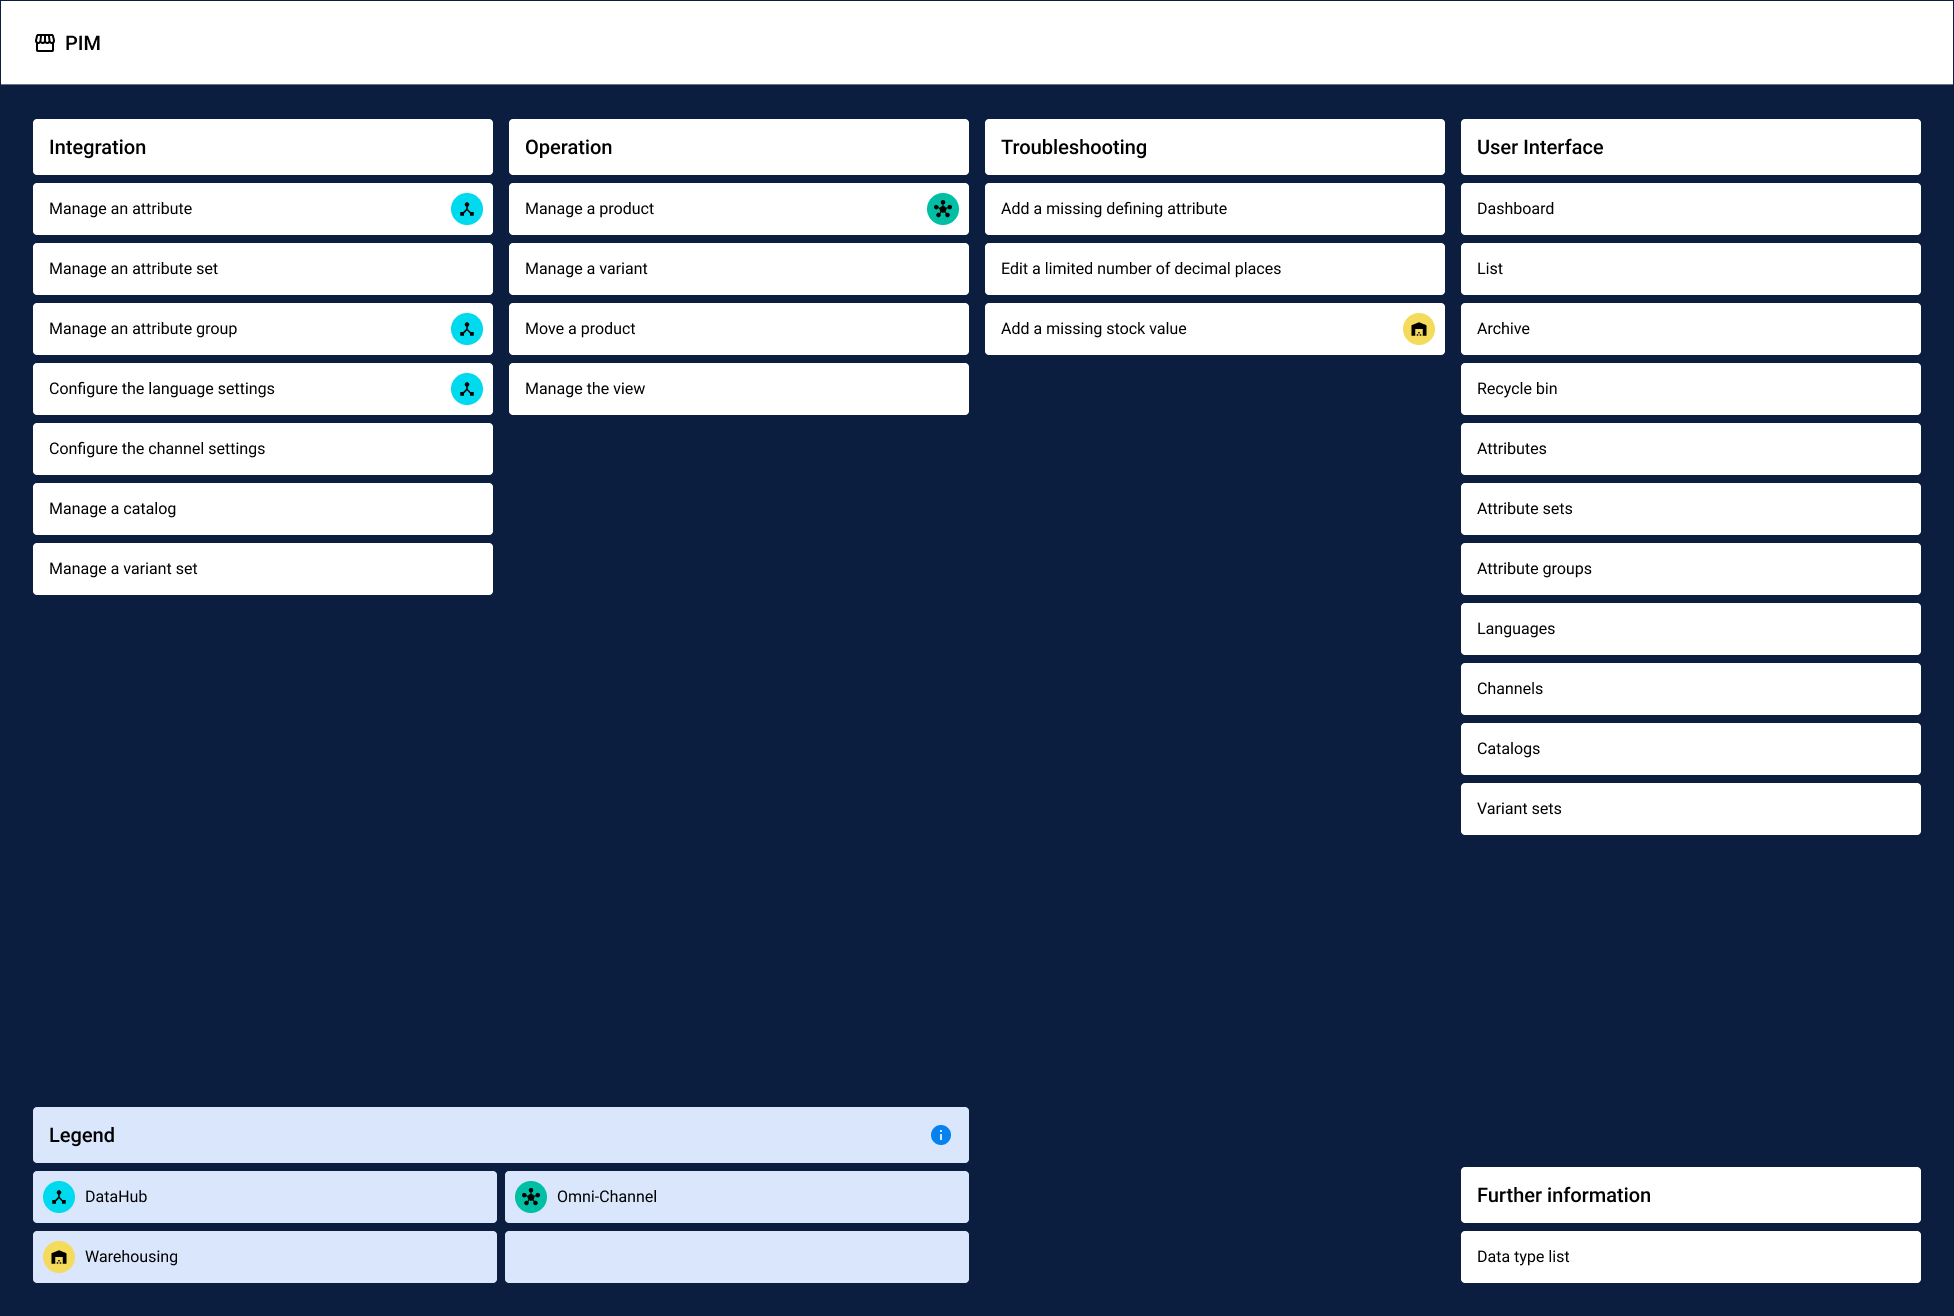 PIM
Integration
Manage an attribute
Manage an attribute set
Manage an attribute group
Configure the language settings
Configure the channel settings
Manage a catalog
Manage a variant set
Operation
Manage a product
Manage a variant
Move a product
Manage the view
Troubleshooting
Add a missing defining attribute
Edit a limited number of decimal places
Add a missing stock value
User Interface
Dashboard
List
Archive
Recycle bin
Attributes
Attribute sets
Attribute groups
Languages
Channels
Catalogs
Variant sets
Legend
DataHub
Omni-Channel
Warehousing
Further information
Data type list